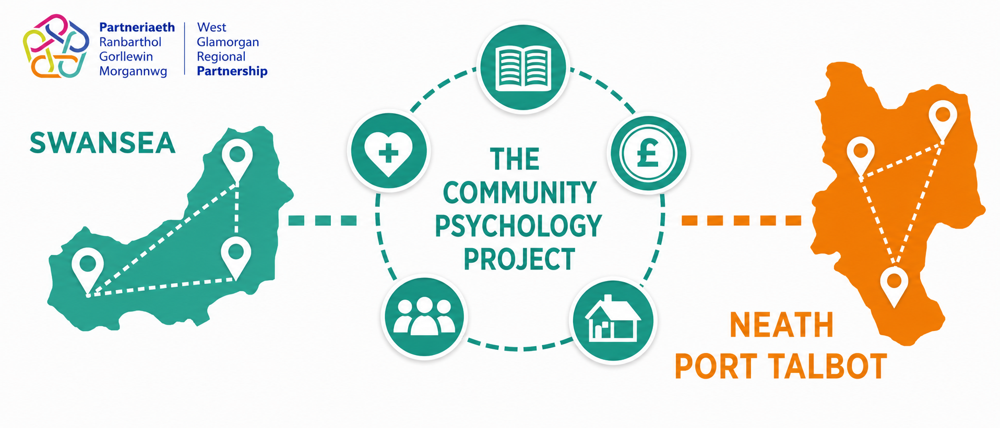 Partneriaeth
Ranbarthol
Gorllewin
Morgannwg
West
Glamorgan
Regional
Partnership
SWANSEA
THE
COMMUNITY
PSYCHOLOGY
PROJECT
£
NEATH
PORT TALBOT